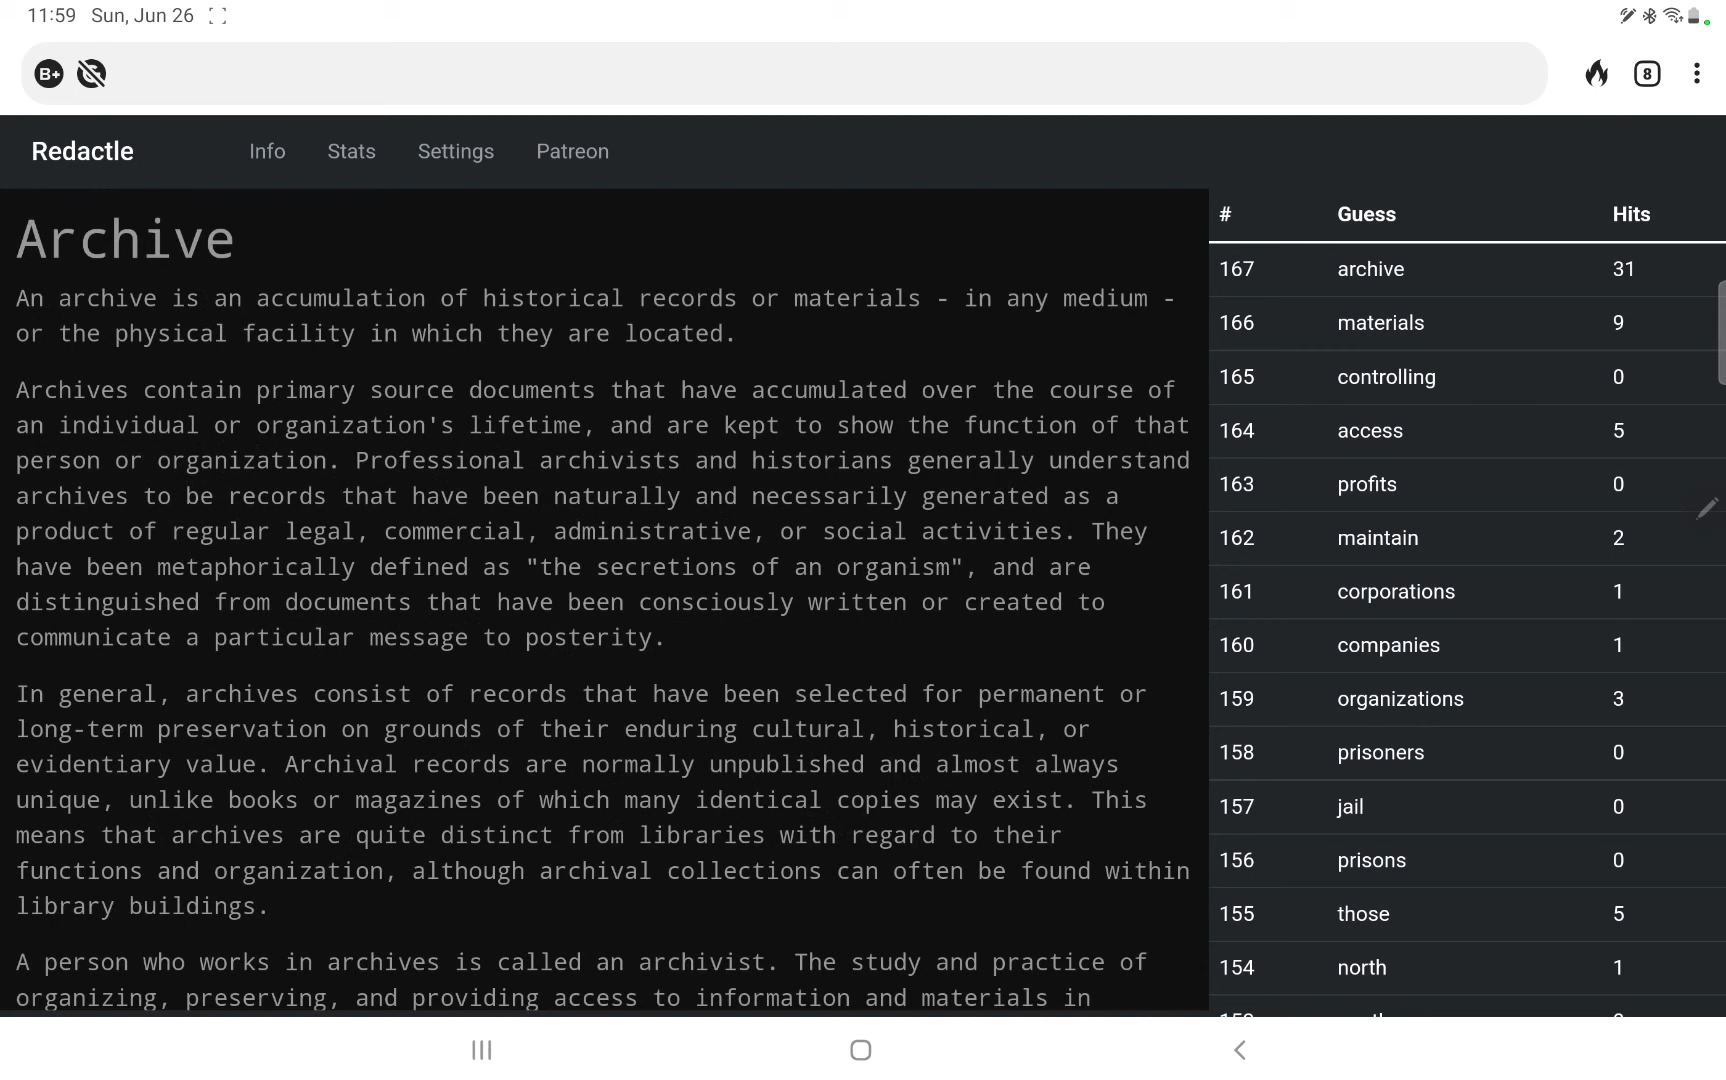 11:59 Sun, Jun 26
B+
8
Redactle Info Stats Settings Patreon
Archive
An archive is an accumulation of historical records or materials - in any medium -
or the physical facility in which they are located.
Archives contain primary source documents that have accumulated over the course of
an individual or organization's lifetime, and are kept to show the function of that
person or organization. Professional archivists and historians generally understand
archives to be records that have been naturally and necessarily generated as a
product of regular legal, commercial, administrative, or social activities. They
have been metaphorically defined as "the secretions of an organism", and are
distinguished from documents that have been consciously written or created to
communicate a particular message to posterity.
In general, archives consist of records that have been selected for permanent or
long-term preservation on grounds of their enduring cultural, historical, or
evidentiary value. Archival records are normally unpublished and almost always
unique, unlike books or magazines of which many identical copies may exist. This
means that archives are quite distinct from libraries with regard to their
functions and organization, although archival collections can often be found within
library buildings.
A person who works in archives is called an archivist. The study and practice of
organizing, preserving, and providing access to information and materials in
# Guess Hits
167 archive 31
166 materials 9
165 controlling 0
164 access 5
163 profits 0
162 maintain 2
161 corporations 1
160 companies 1
159 organizations 3
158 prisoners 0
157 jail 0
156 prisons 0
155 those 5
154 north 1